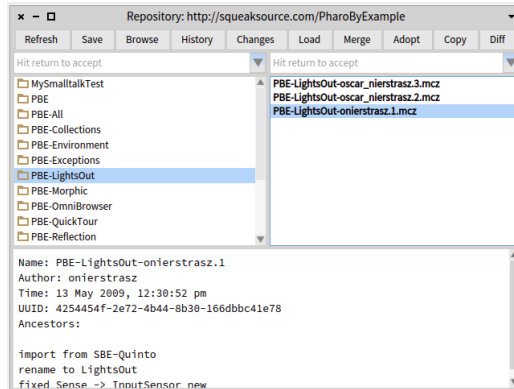 Repository: http://squeaksource.com/PharoByExample
Refresh Save Browse History Changes Load Merge Adopt Copy Diff
Hit return to accept Hit return to accept
MySmalltalkTest
PBE
PBE-All
PBE-Collections
PBE-Environment
PBE-Exceptions
PBE-LightsOut
PBE-Morphic
PBE-OmniBrowser
PBE-QuickTour
PBE-Reflection
PBE-LightsOut-oscar_nierstrasz.3.mcz
PBE-LightsOut-oscar_nierstrasz.2.mcz
PBE-LightsOut-onierstrasz.1.mcz
Name: PBE-LightsOut-onierstrasz.1
Author: onierstrasz
Time: 13 May 2009, 12:30:52 pm
UUID: 4254454f-2e72-4b44-8b30-166dbbc41e78
Ancestors:
import from SBE-Quinto
rename to LightsOut
fixed Sense -> InputSensor new